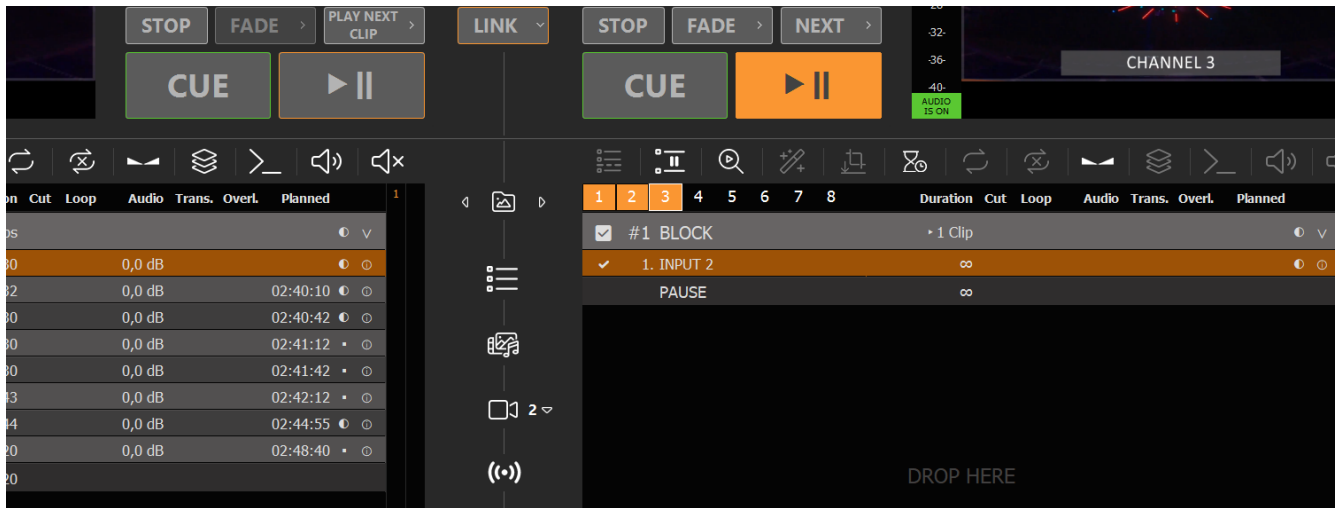 STOP FADE PLAY NEXT CLIP LINK STOP FADE NEXT
-32-
-36- CHANNEL 3
-40-
CUE CUE AUDIO IS ON
Cut Loop Audio Trans. Overl. Planned 1 1 2 3 4 5 6 7 8 Duration Cut Loop Audio Trans. Overl. Planned
#1 BLOCK 1 Clip
0,0 dB 1. INPUT 2 ∞
0,0 dB 02:40:10 PAUSE ∞
0,0 dB 02:40:42
0,0 dB 02:41:12
0,0 dB 02:41:42
0,0 dB 02:42:12 2
0,0 dB 02:44:55
0,0 dB 02:48:40
DROP HERE